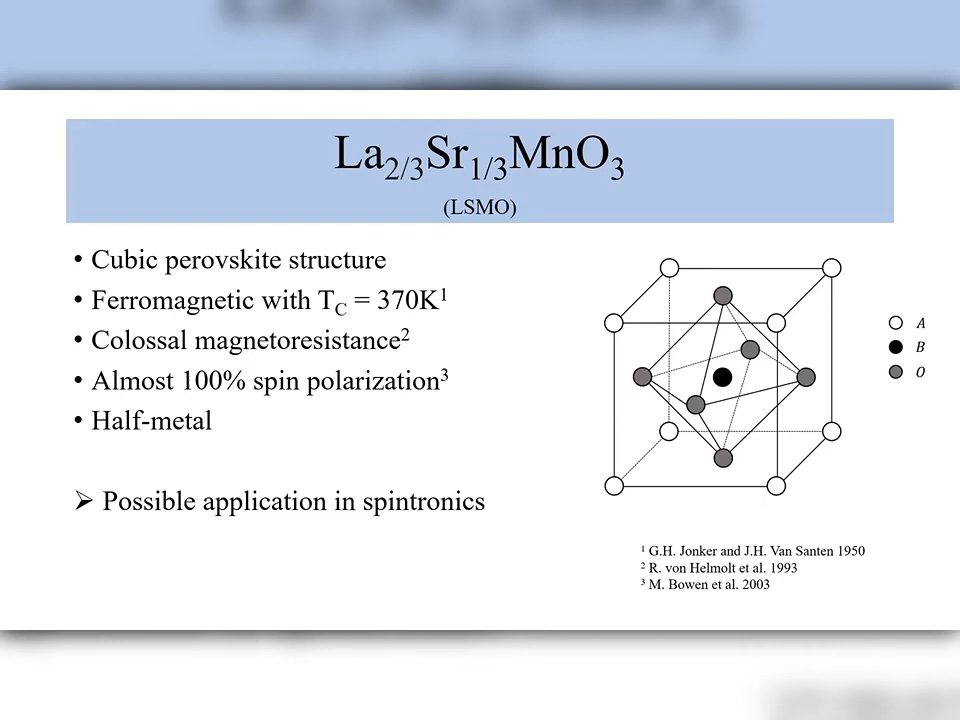 La2/3Sr1/3MnO3
(LSMO)
• Cubic perovskite structure
• Ferromagnetic with TC = 370K1
• Colossal magnetoresistance2
• Almost 100% spin polarization3
• Half-metal
➢ Possible application in spintronics
A
B
O
1 G.H. Jonker and J.H. Van Santen 1950
2 R. von Helmolt et al. 1993
3 M. Bowen et al. 2003